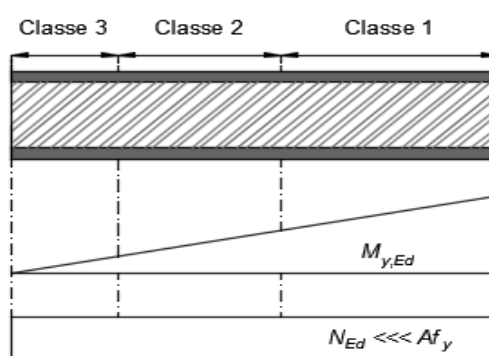 Classe 3 Classe 2 Classe 1
M_{y,Ed}
N_{Ed} <<< Af_y